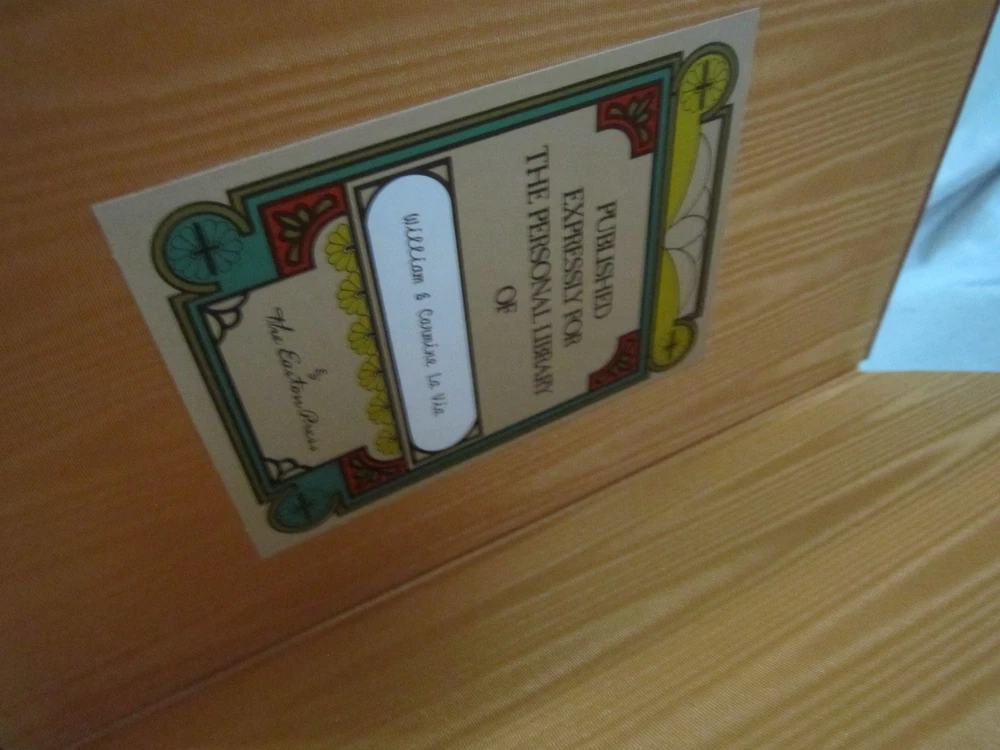 PUBLISHED
EXPRESSLY FOR
THE PERSONAL LIBRARY
OF
William & Carmine La Via
by
The Easton Press